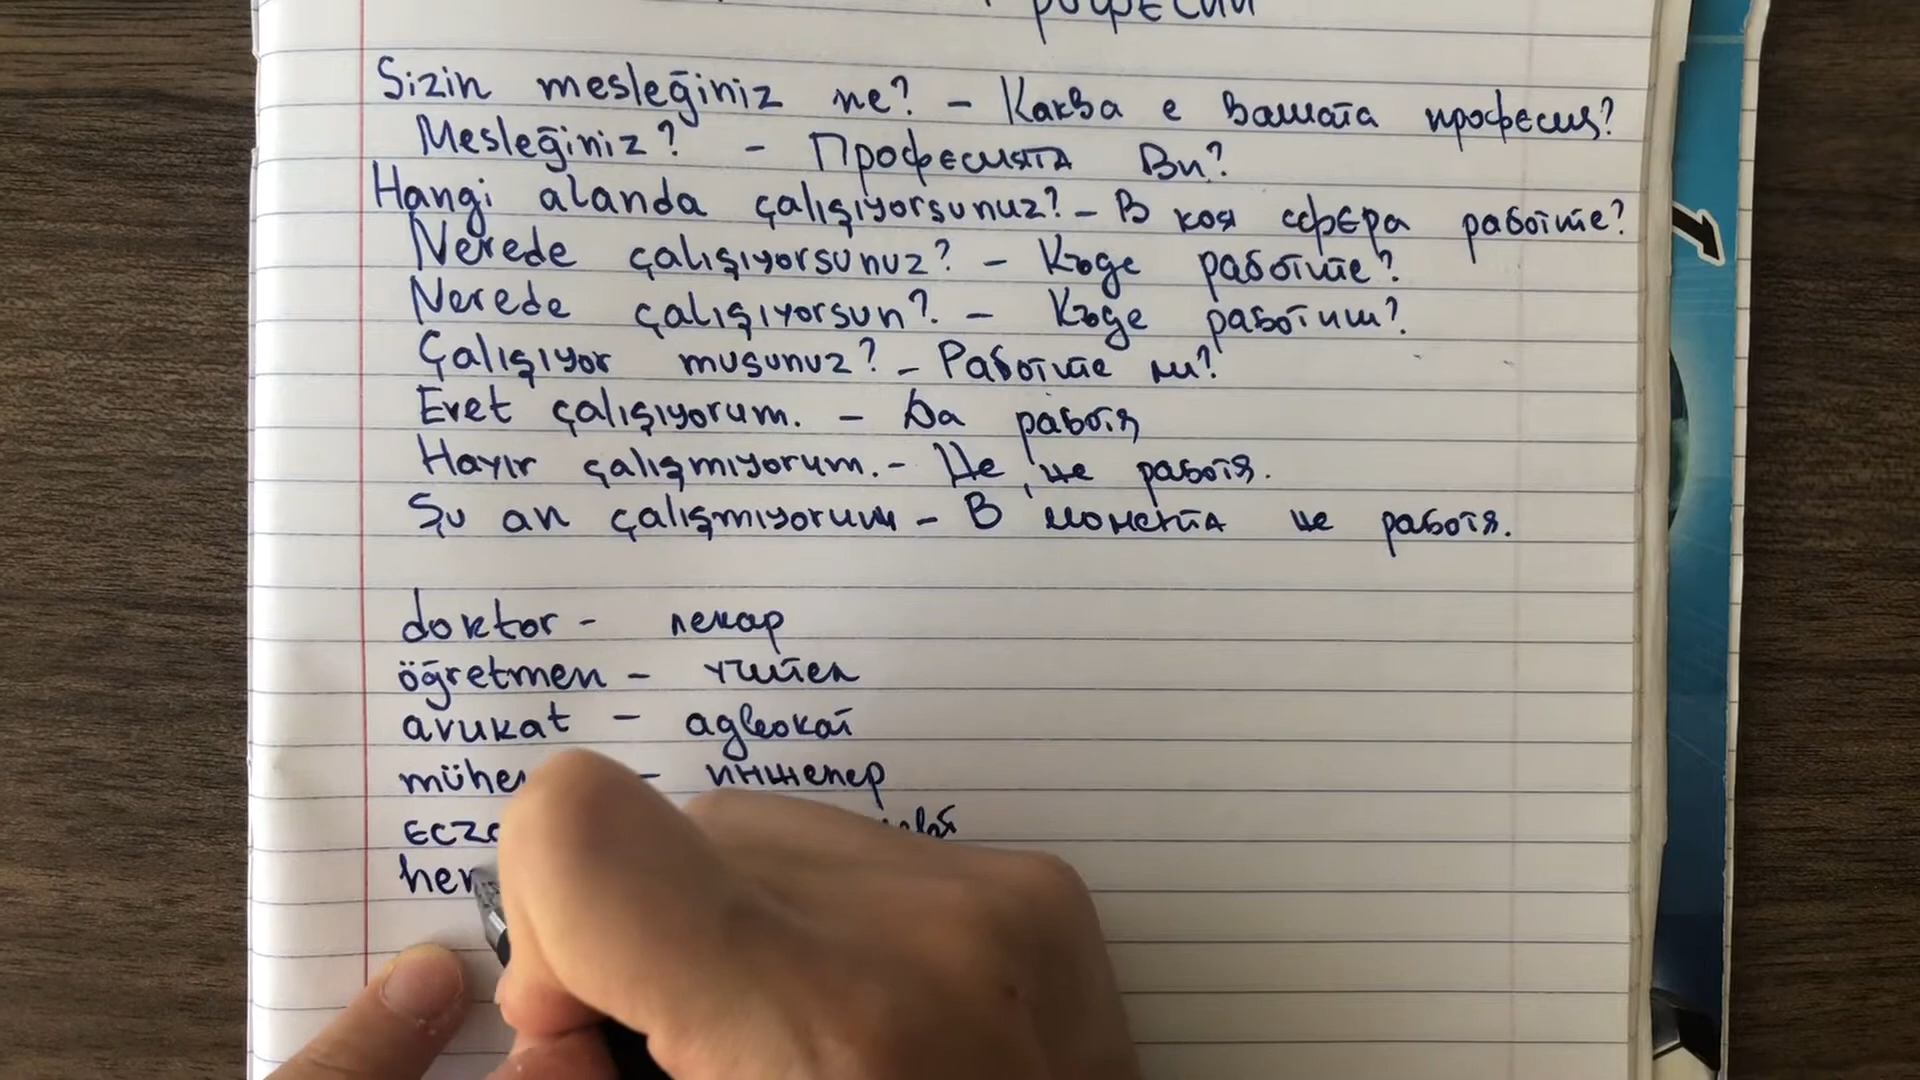 Sizin mesleğiniz ne? - Каква е вашата професия?
Mesleğiniz? - Професията Ви?
Hangi alanda çalışıyorsunuz? - В коя сфера работите?
Nerede çalışıyorsunuz? - Къде работите?
Nerede çalışıyorsun? - Къде работиш?
Çalışıyor musunuz? - Работите ли?
Evet çalışıyorum. - Да работя
Hayır çalışmıyorum. - Не, не работя.
Şu an çalışmıyorum - В момента не работя.
doktor - лекар
öğretmen - учител
avukat - адвокат
- инженер